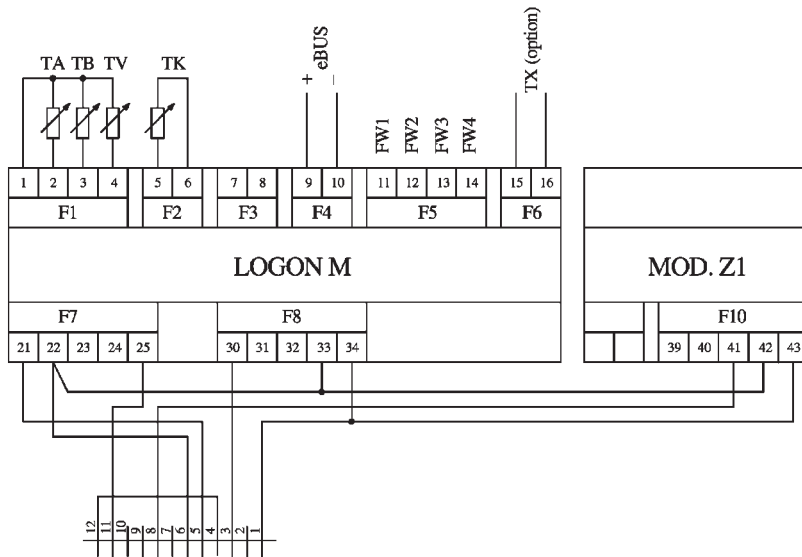 TA TB TV TK
+ eBUS –
TX (option)
FW1 FW2 FW3 FW4
1 2 3 4 5 6 7 8 9 10 11 12 13 14 15 16
F1 F2 F3 F4 F5 F6
LOGON M MOD. Z1
F7 F8 F10
21 22 23 24 25 30 31 32 33 34 39 40 41 42 43
12 11 10 9 8 7 6 5 4 3 2 1